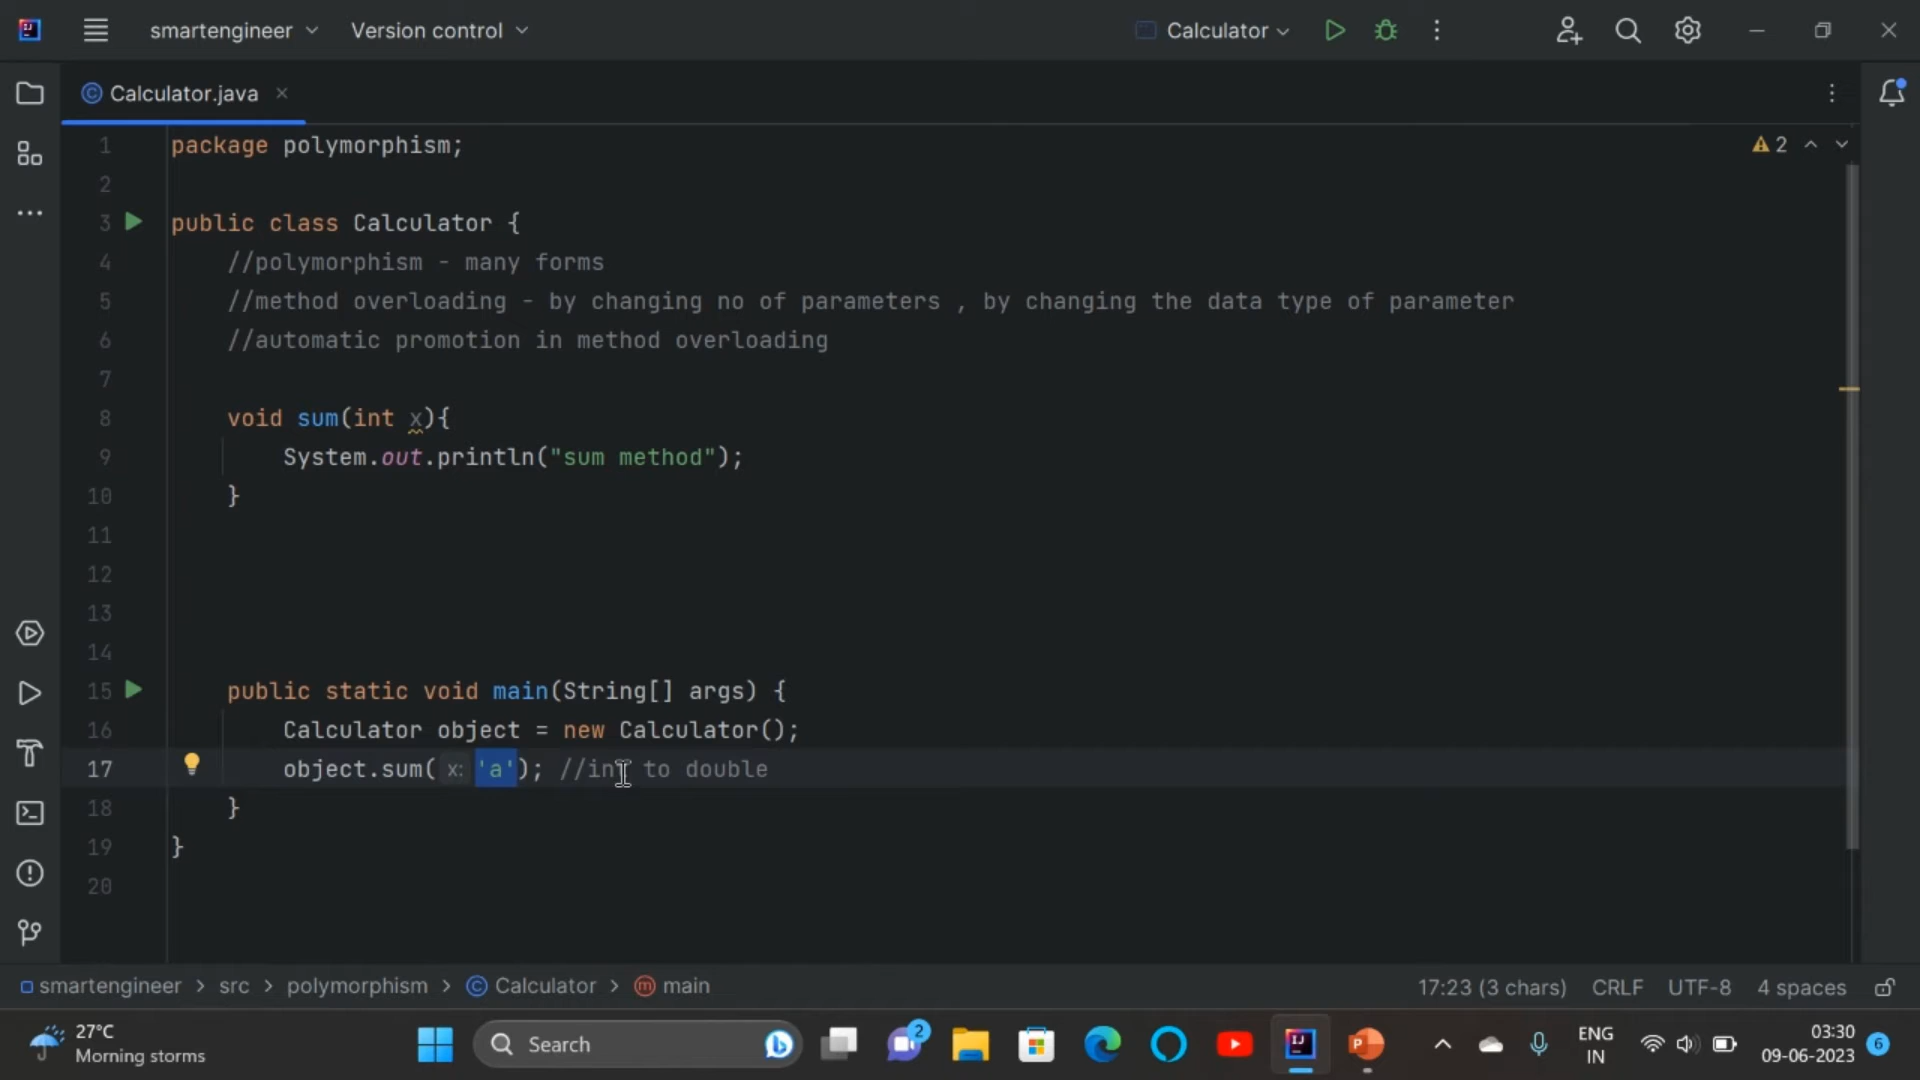 smartengineer Version control Calculator
Calculator.java
2
1 package polymorphism;
2
3 public class Calculator {
4 //polymorphism - many forms
5 //method overloading - by changing no of parameters , by changing the data type of parameter
6 //automatic promotion in method overloading
7
8 void sum(int x){
9 System.out.println("sum method");
10 }
11
12
13
14
15 public static void main(String[] args) {
16 Calculator object = new Calculator();
17 object.sum( x: 'a'); //int to double
18 }
19 }
20
smartengineer > src > polymorphism > Calculator > main 17:23 (3 chars) CRLF UTF-8 4 spaces
27°C
Morning storms
Search
2
ENG
IN
03:30
09-06-2023
6